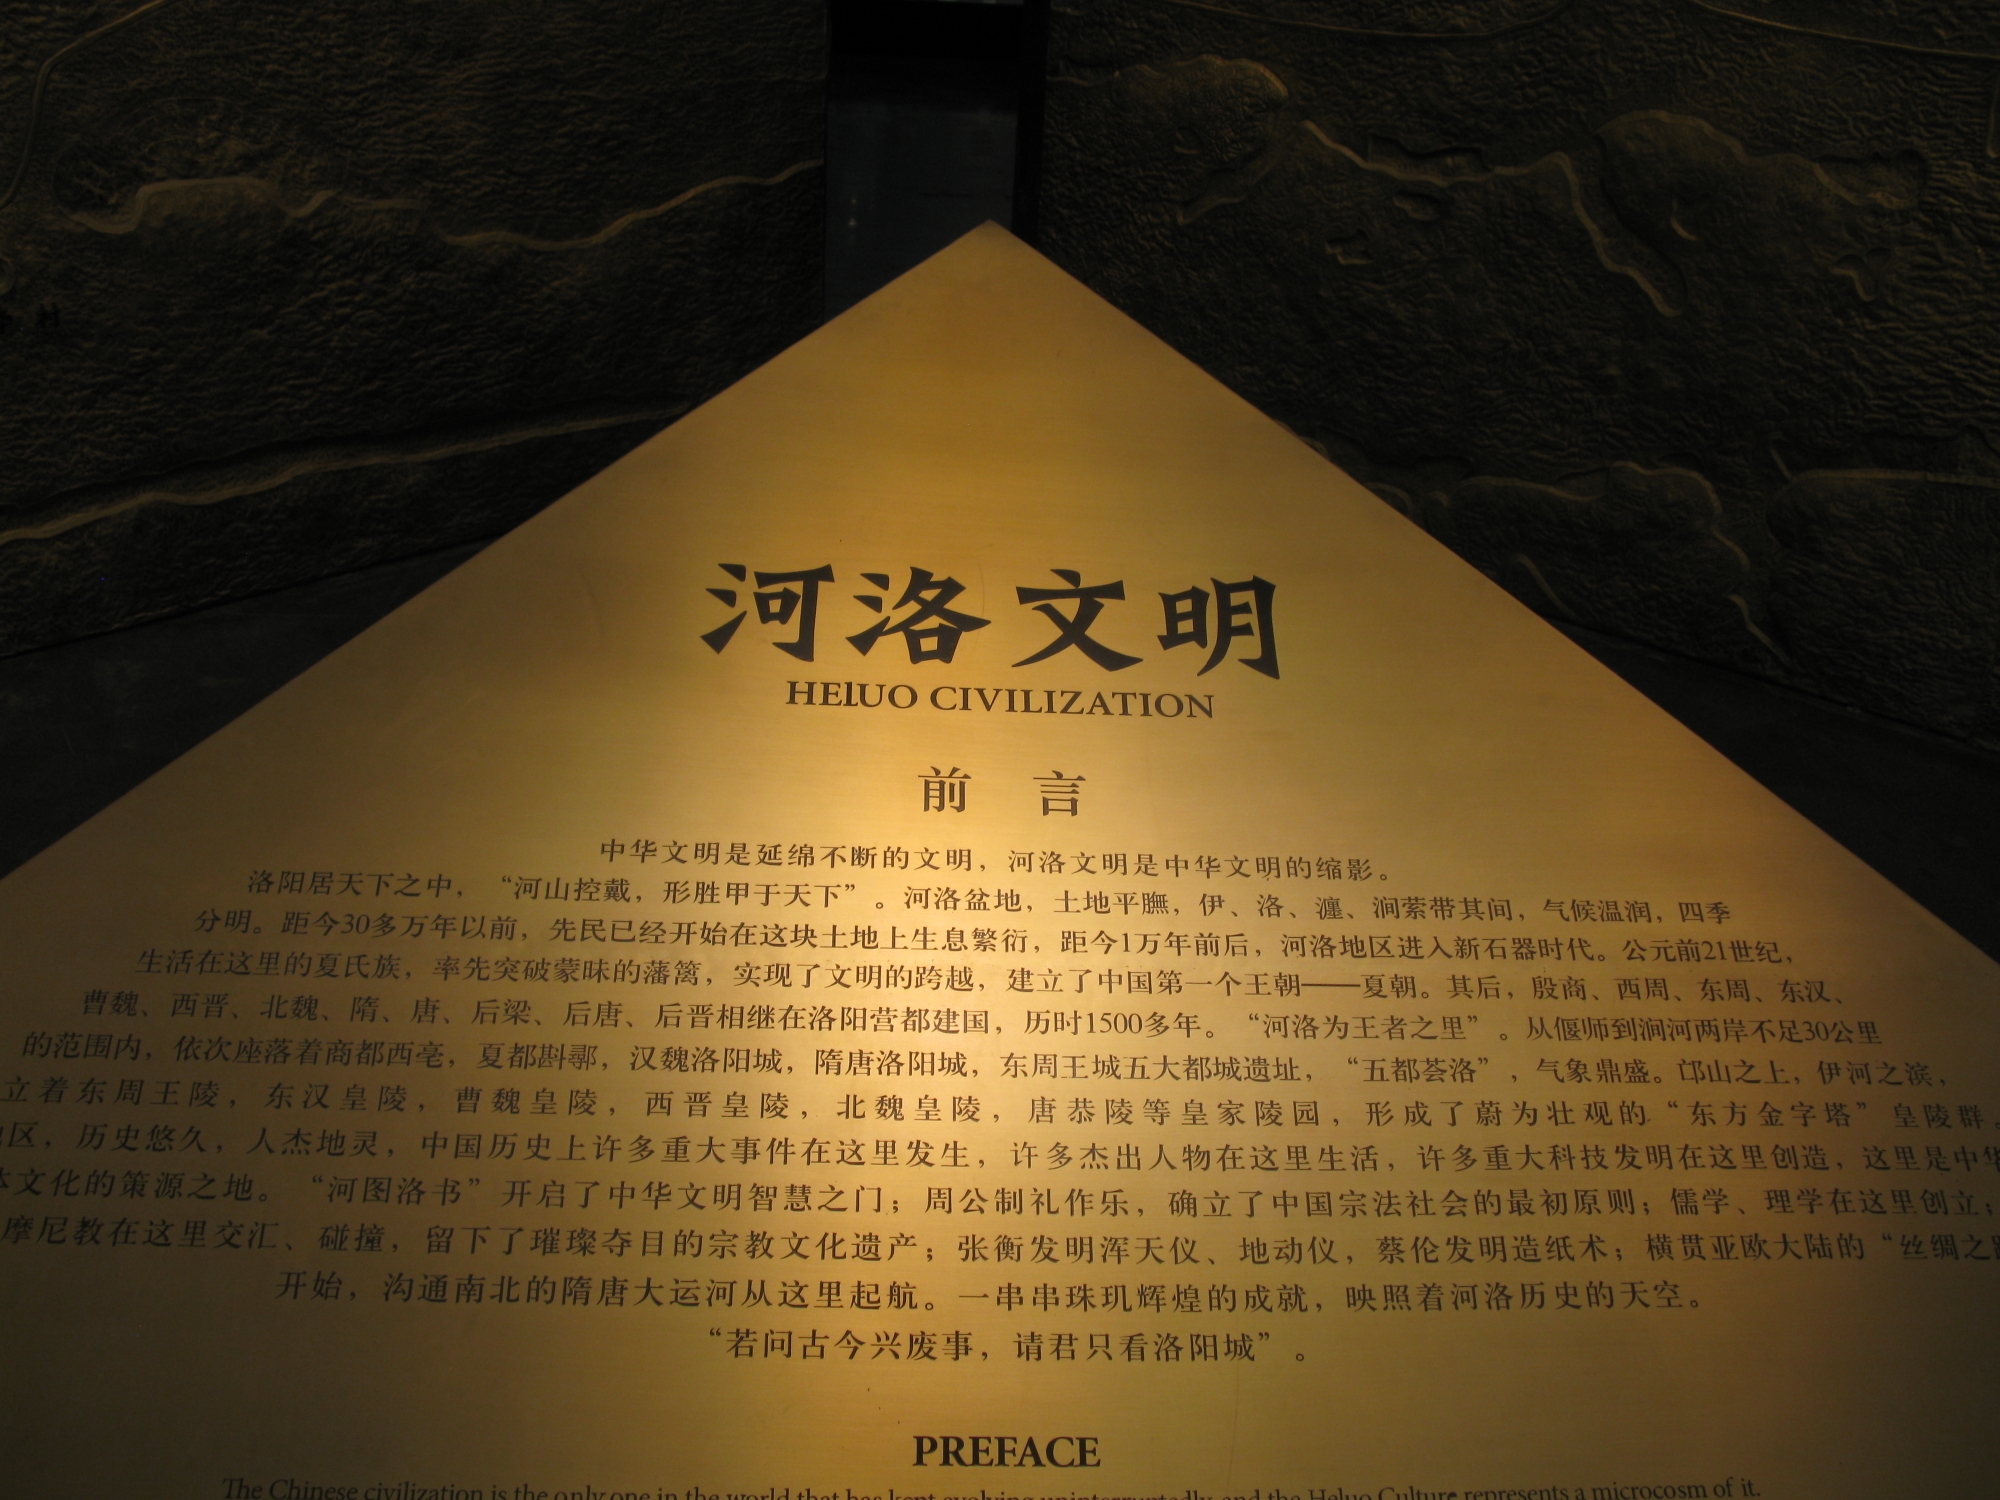 河洛文明
HElUO CIVILIZATION
前 言
中华文明是延绵不断的文明，河洛文明是中华文明的缩影。
洛阳居天下之中，“河山控戴，形胜甲于天下”。河洛盆地，土地平膴，伊、洛、瀍、涧萦带其间，气候温润，四季
分明。距今30多万年以前，先民已经开始在这块土地上生息繁衍，距今1万年前后，河洛地区进入新石器时代。公元前21世纪，
生活在这里的夏氏族，率先突破蒙昧的藩篱，实现了文明的跨越，建立了中国第一个王朝——夏朝。其后，殷商、西周、东周、东汉、
曹魏、西晋、北魏、隋、唐、后梁、后唐、后晋相继在洛阳营都建国，历时1500多年。“河洛为王者之里”。从偃师到涧河两岸不足30公里
的范围内，依次座落着商都西亳，夏都斟鄩，汉魏洛阳城，隋唐洛阳城，东周王城五大都城遗址，“五都荟洛”，气象鼎盛。邙山之上，伊河之滨，
立着东周王陵，东汉皇陵，曹魏皇陵，西晋皇陵，北魏皇陵，唐恭陵等皇家陵园，形成了蔚为壮观的“东方金字塔”皇陵群。
区，历史悠久，人杰地灵，中国历史上许多重大事件在这里发生，许多杰出人物在这里生活，许多重大科技发明在这里创造，这里是中华
体文化的策源之地。“河图洛书”开启了中华文明智慧之门；周公制礼作乐，确立了中国宗法社会的最初原则；儒学、理学在这里创立；
摩尼教在这里交汇、碰撞，留下了璀璨夺目的宗教文化遗产；张衡发明浑天仪、地动仪，蔡伦发明造纸术；横贯亚欧大陆的“丝绸之路
开始，沟通南北的隋唐大运河从这里起航。一串串珠玑辉煌的成就，映照着河洛历史的天空。
“若问古今兴废事，请君只看洛阳城”。
PREFACE
The Chinese civilization is the only one in the world that has kept evolving uninterruptedly, and the Heluo Culture represents a microcosm of it.